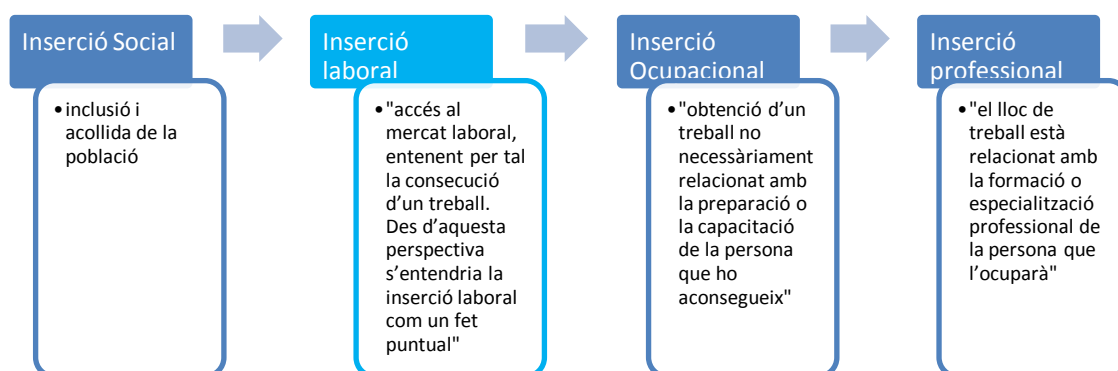 Inserció Social
• inclusió i
acollida de la
població
Inserció
laboral
• "accés al
mercat laboral,
entenent per tal
la consecució
d'un treball.
Des d'aquesta
perspectiva
s'entendria la
inserció laboral
com un fet
puntual"
Inserció
Ocupacional
• "obtenció d'un
treball no
necessàriament
relacionat amb
la preparació o
la capacitació
de la persona
que ho
aconsegueix"
Inserció
professional
• "el lloc de
treball està
relacionat amb
la formació o
especialització
professional de
la persona que
l'ocuparà"